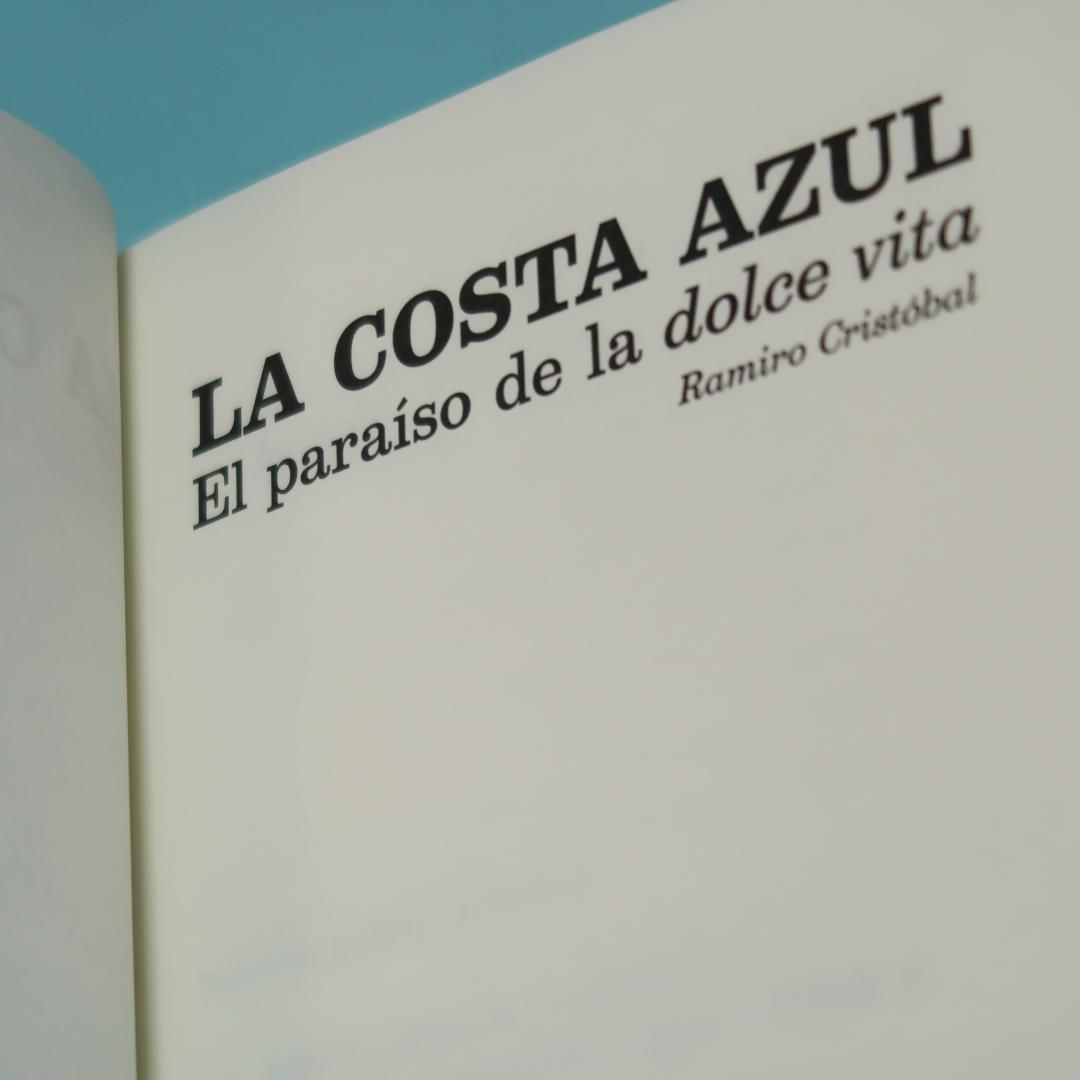 LA COSTA AZUL
El paraíso de la dolce vita
Ramiro Cristóbal